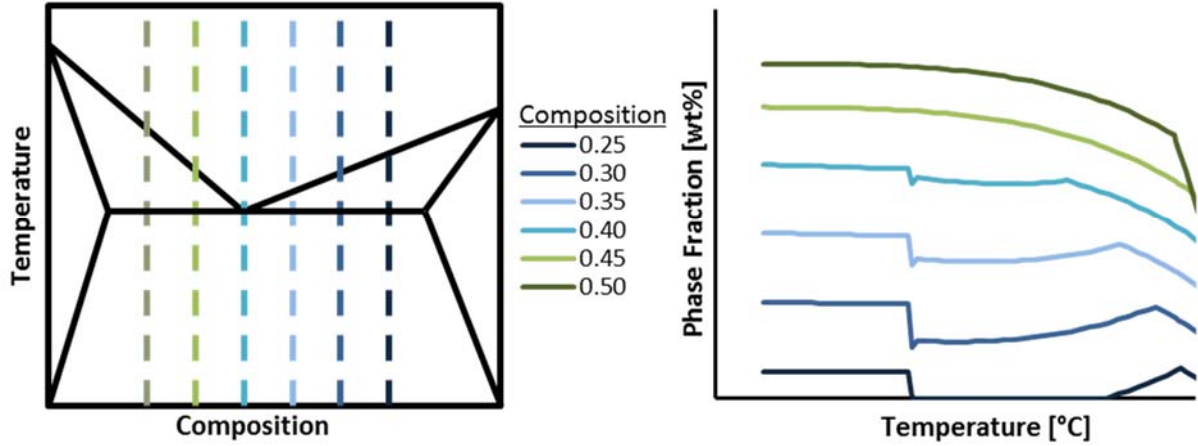 Temperature
Composition
Composition
0.25
0.30
0.35
0.40
0.45
0.50
Phase Fraction [wt%]
Temperature [°C]